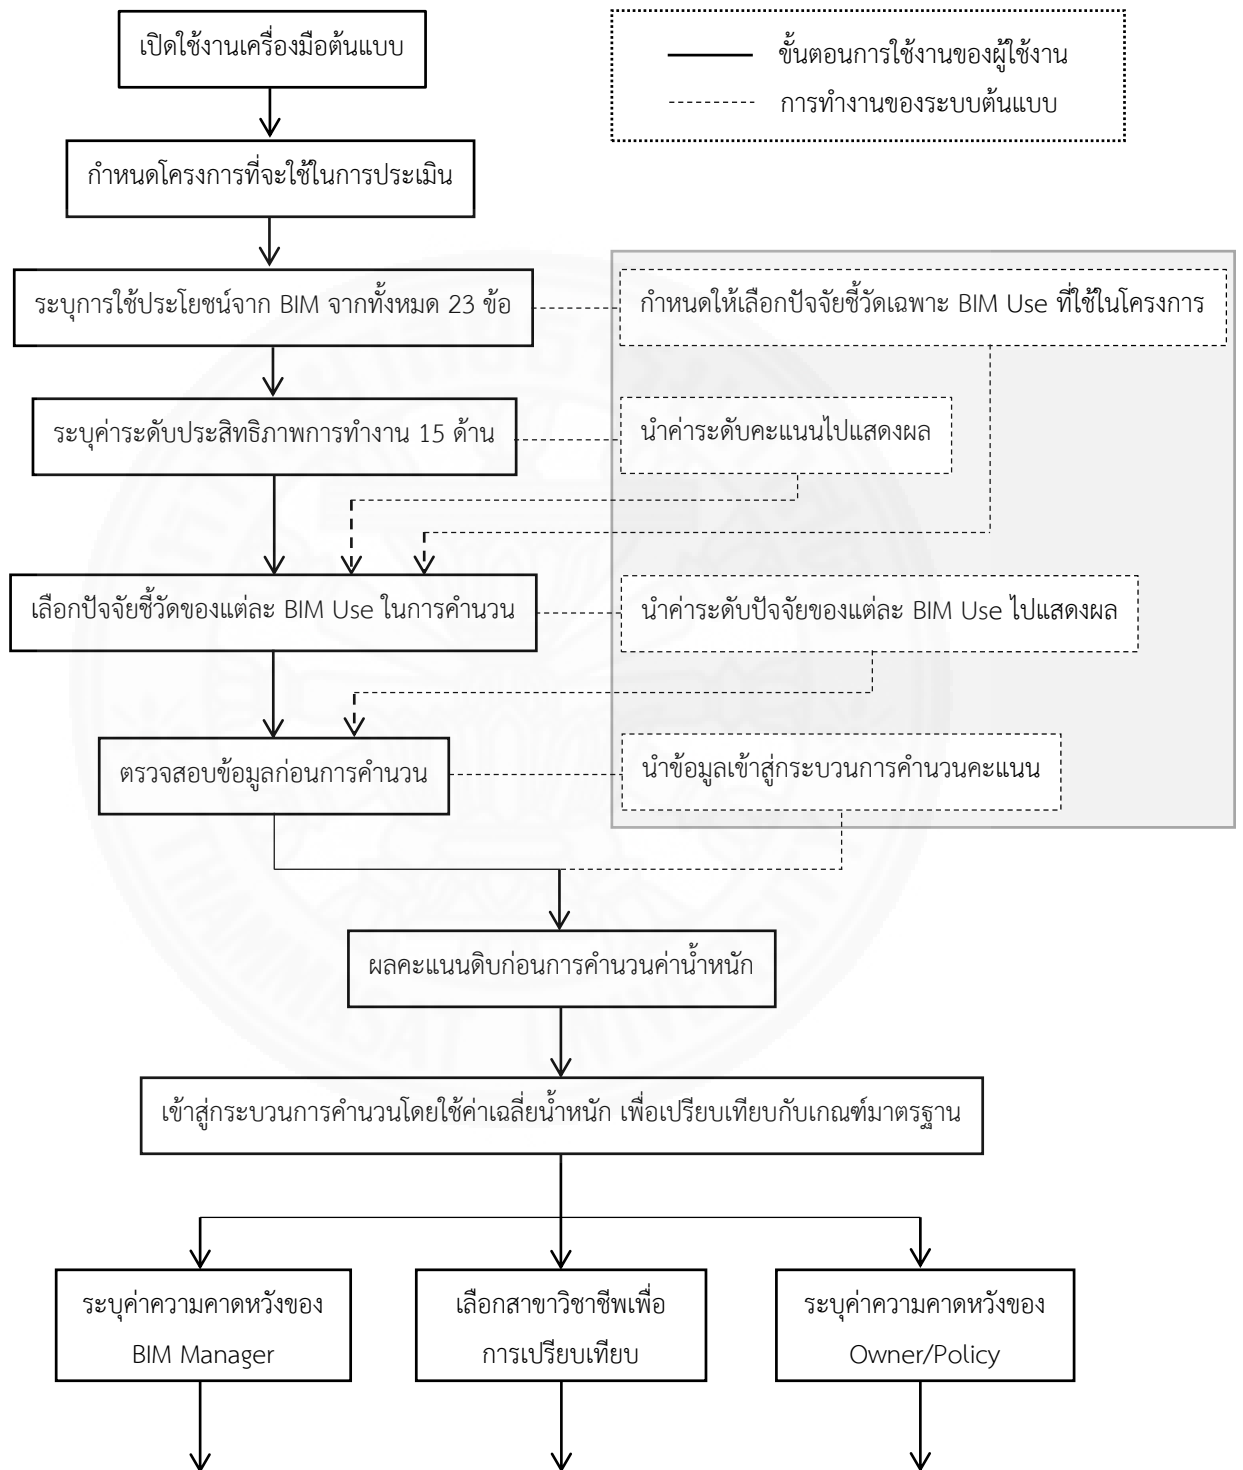 เปิดใช้งานเครื่องมือต้นแบบ
ขั้นตอนการใช้งานของผู้ใช้งาน
การทำงานของระบบต้นแบบ
กำหนดโครงการที่จะใช้ในการประเมิน
ระบุการใช้ประโยชน์จาก BIM จากทั้งหมด 23 ข้อ
กำหนดให้เลือกปัจจัยชี้วัดเฉพาะ BIM Use ที่ใช้ในโครงการ
ระบุค่าระดับประสิทธิภาพการทำงาน 15 ด้าน
นำค่าระดับคะแนนไปแสดงผล
เลือกปัจจัยชี้วัดของแต่ละ BIM Use ในการคำนวน
นำค่าระดับปัจจัยของแต่ละ BIM Use ไปแสดงผล
ตรวจสอบข้อมูลก่อนการคำนวน
นำข้อมูลเข้าสู่กระบวนการคำนวนคะแนน
ผลคะแนนดิบก่อนการคำนวนค่าน้ำหนัก
เข้าสู่กระบวนการคำนวนโดยใช้ค่าเฉลี่ยน้ำหนัก เพื่อเปรียบเทียบกับเกณฑ์มาตรฐาน
ระบุค่าความคาดหวังของ
BIM Manager
เลือกสาขาวิชาชีพเพื่อ
การเปรียบเทียบ
ระบุค่าความคาดหวังของ
Owner/Policy
THAMMASAT UNIVERSITY